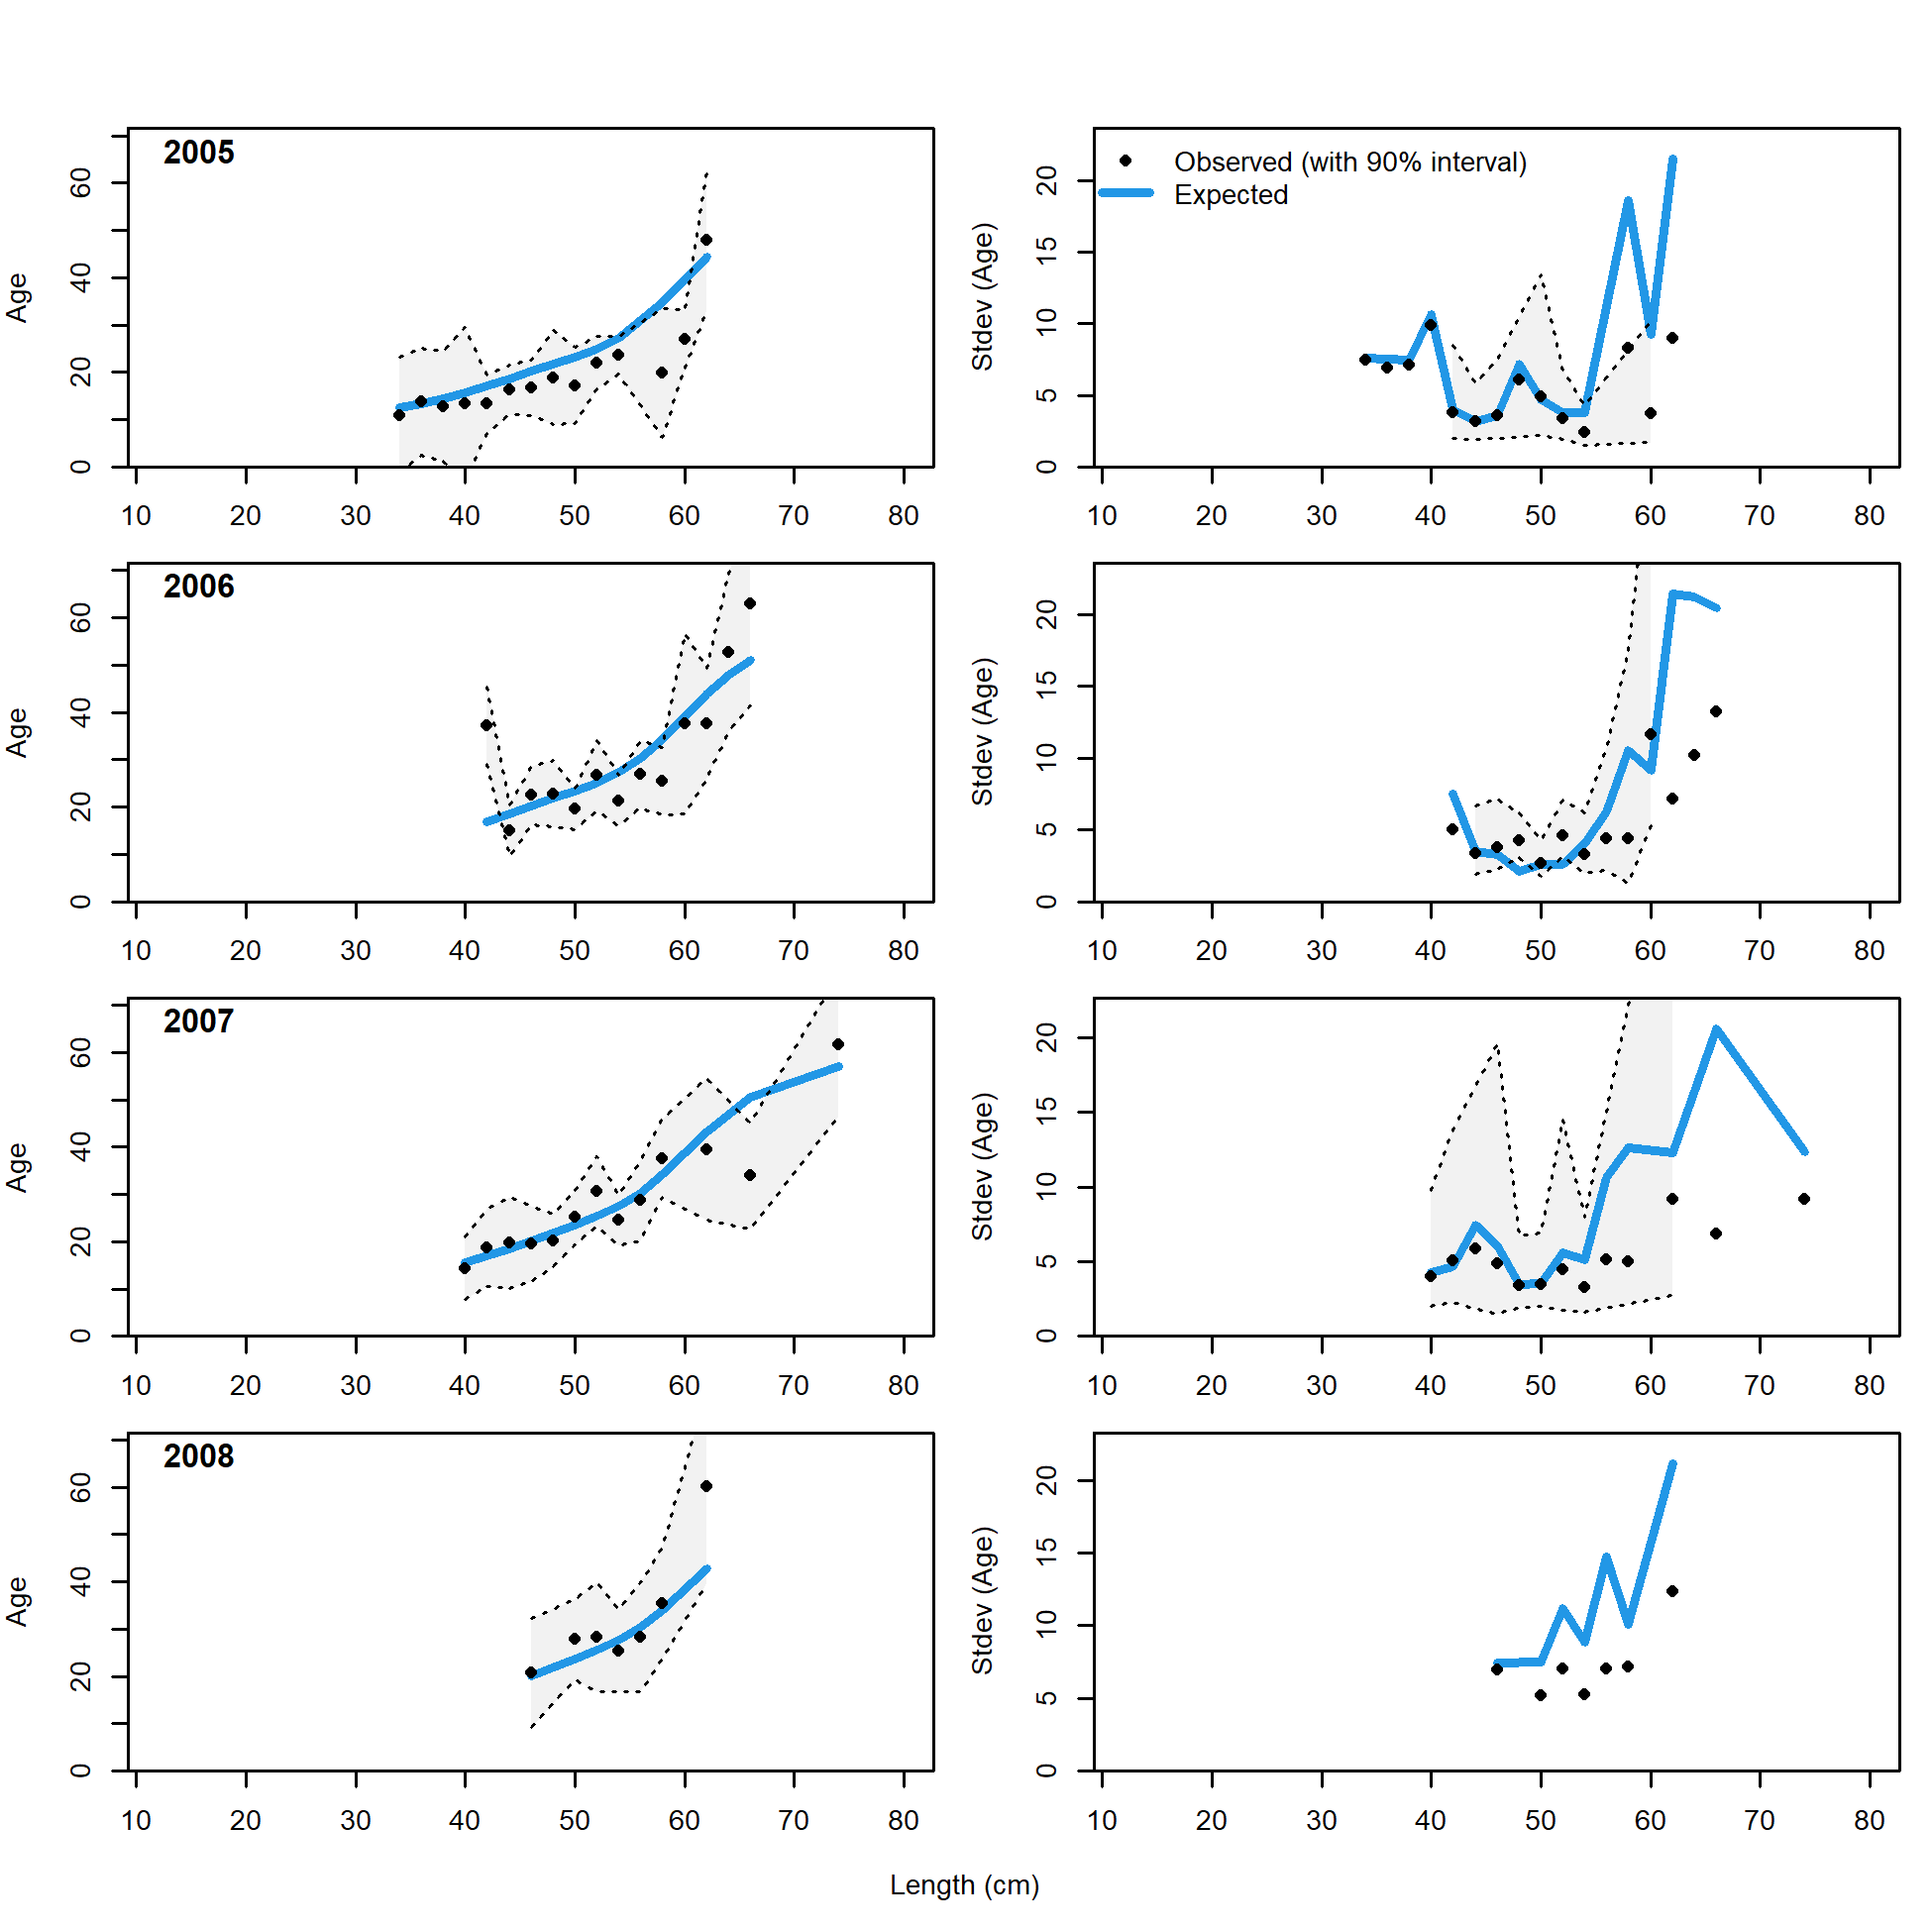 2005
Age
0 20 40 60
10 20 30 40 50 60 70 80
Observed (with 90% interval)
Expected
Stdev (Age)
0 5 10 15 20
10 20 30 40 50 60 70 80
2006
Age
0 20 40 60
10 20 30 40 50 60 70 80
Stdev (Age)
0 5 10 15 20
10 20 30 40 50 60 70 80
2007
Age
0 20 40 60
10 20 30 40 50 60 70 80
Stdev (Age)
0 5 10 15 20
10 20 30 40 50 60 70 80
2008
Age
0 20 40 60
10 20 30 40 50 60 70 80
Stdev (Age)
0 5 10 15 20
10 20 30 40 50 60 70 80
Length (cm)